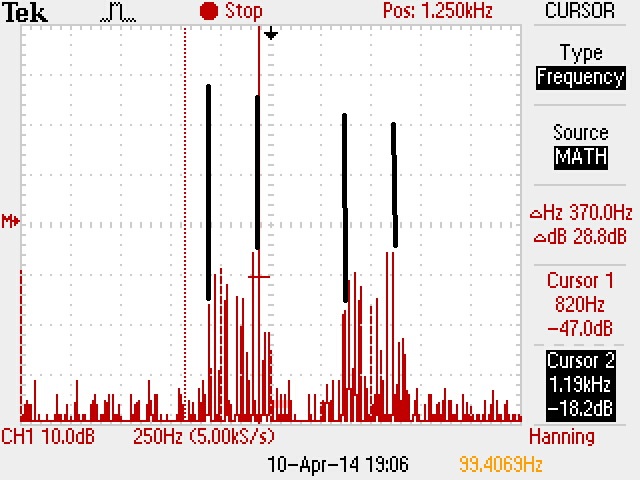 Tek Stop Pos: 1.250kHz CURSOR
Type
Frequency
Source
MATH
M
△Hz 370.0Hz
△dB 28.8dB
Cursor 1
820Hz
-47.0dB
Cursor 2
1.19kHz
-18.2dB
CH1 10.0dB 250Hz (5.00kS/s) Hanning
10-Apr-14 19:06 99.4069Hz